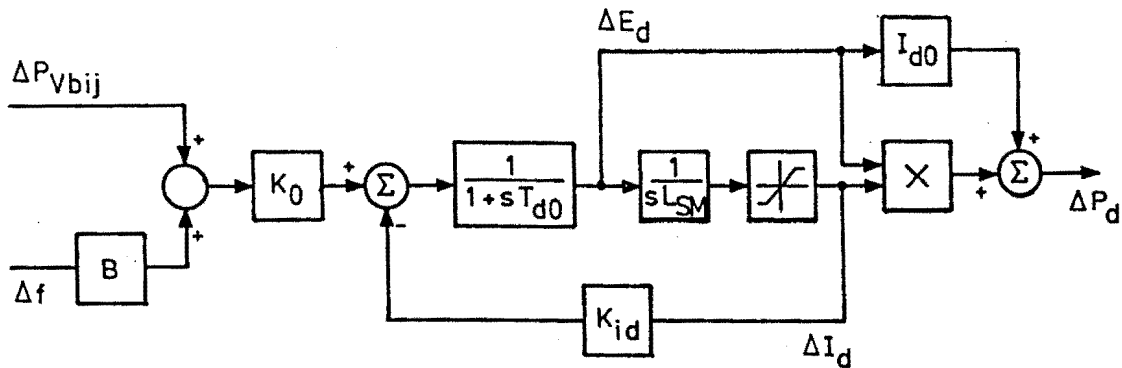 ΔE_d
I_d0
ΔP_Vbij
+
K_0
+
Σ
1
1+sT_d0
1
sL_SM
×
+
+
Σ
ΔP_d
+
-
B
Δf
K_id
ΔI_d